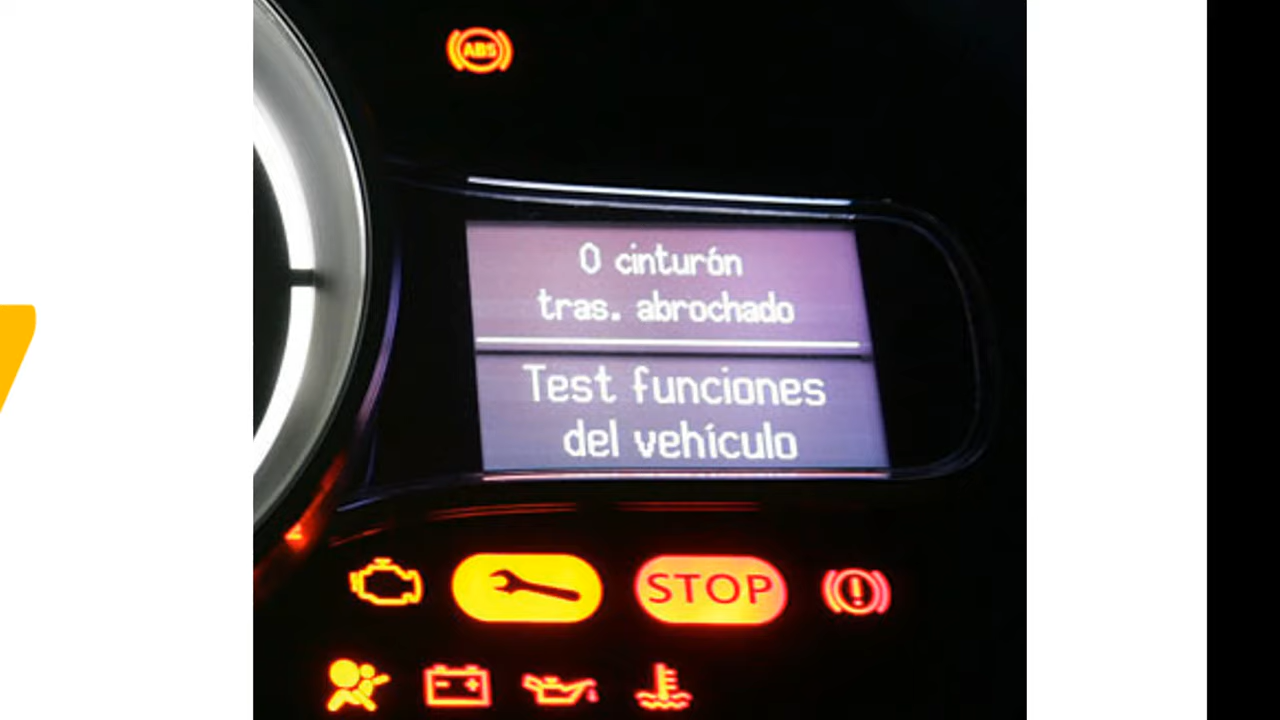 ABS
0 cinturón
tras. abrochado
Test funciones
del vehículo
STOP